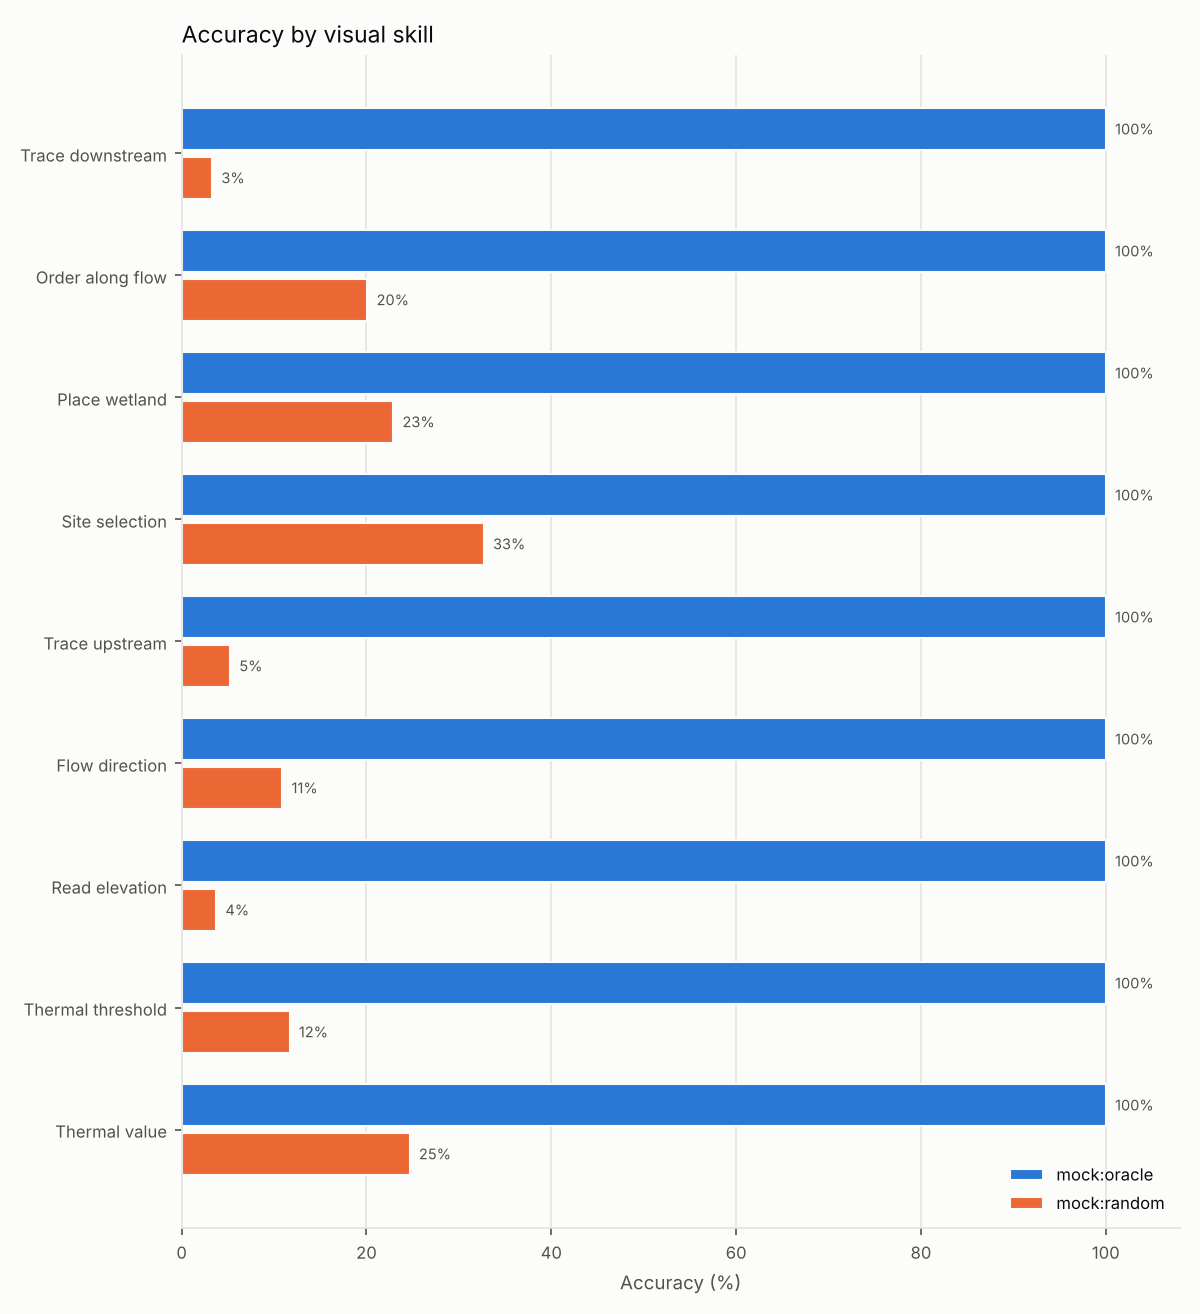 Accuracy by visual skill
100%
Trace downstream
3%
100%
Order along flow
20%
100%
Place wetland
23%
100%
Site selection
33%
100%
Trace upstream
5%
100%
Flow direction
11%
100%
Read elevation
4%
100%
Thermal threshold
12%
100%
Thermal value
25%
mock:oracle
mock:random
0 20 40 60 80 100
Accuracy (%)